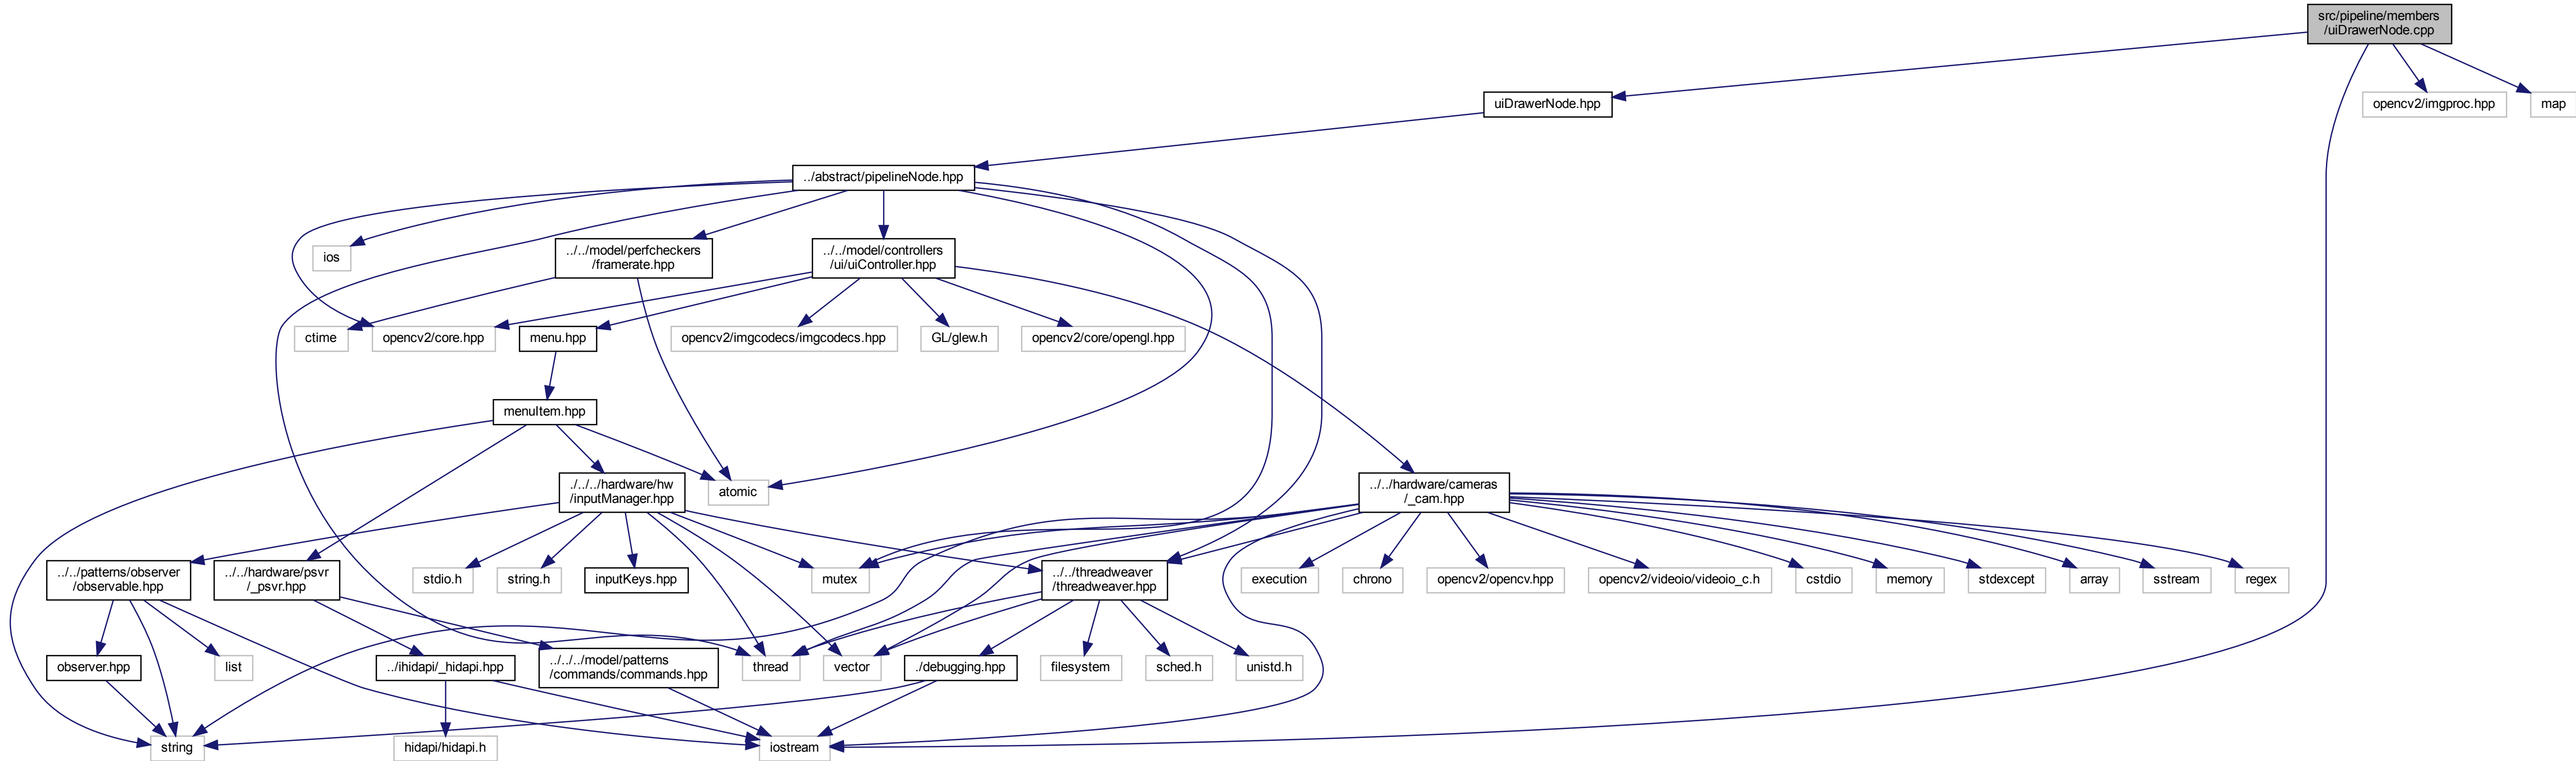 src/pipeline/members
/uiDrawerNode.cpp
uiDrawerNode.hpp
opencv2/imgproc.hpp
map
../abstract/pipelineNode.hpp
ios
../../model/perfcheckers
/framerate.hpp
../../model/controllers
/ui/uiController.hpp
ctime
opencv2/core.hpp
menu.hpp
opencv2/imgcodecs/imgcodecs.hpp
GL/glew.h
opencv2/core/opengl.hpp
menuItem.hpp
./../../hardware/hw
/inputManager.hpp
atomic
../../hardware/cameras
/_cam.hpp
../../patterns/observer
/observable.hpp
../../hardware/psvr
/_psvr.hpp
stdio.h
string.h
inputKeys.hpp
mutex
../../threadweaver
/threadweaver.hpp
execution
chrono
opencv2/opencv.hpp
opencv2/videoio/videoio_c.h
cstdio
memory
stdexcept
array
sstream
regex
observer.hpp
list
../ihidapi/_hidapi.hpp
../../../model/patterns
/commands/commands.hpp
thread
vector
./debugging.hpp
filesystem
sched.h
unistd.h
string
hidapi/hidapi.h
iostream